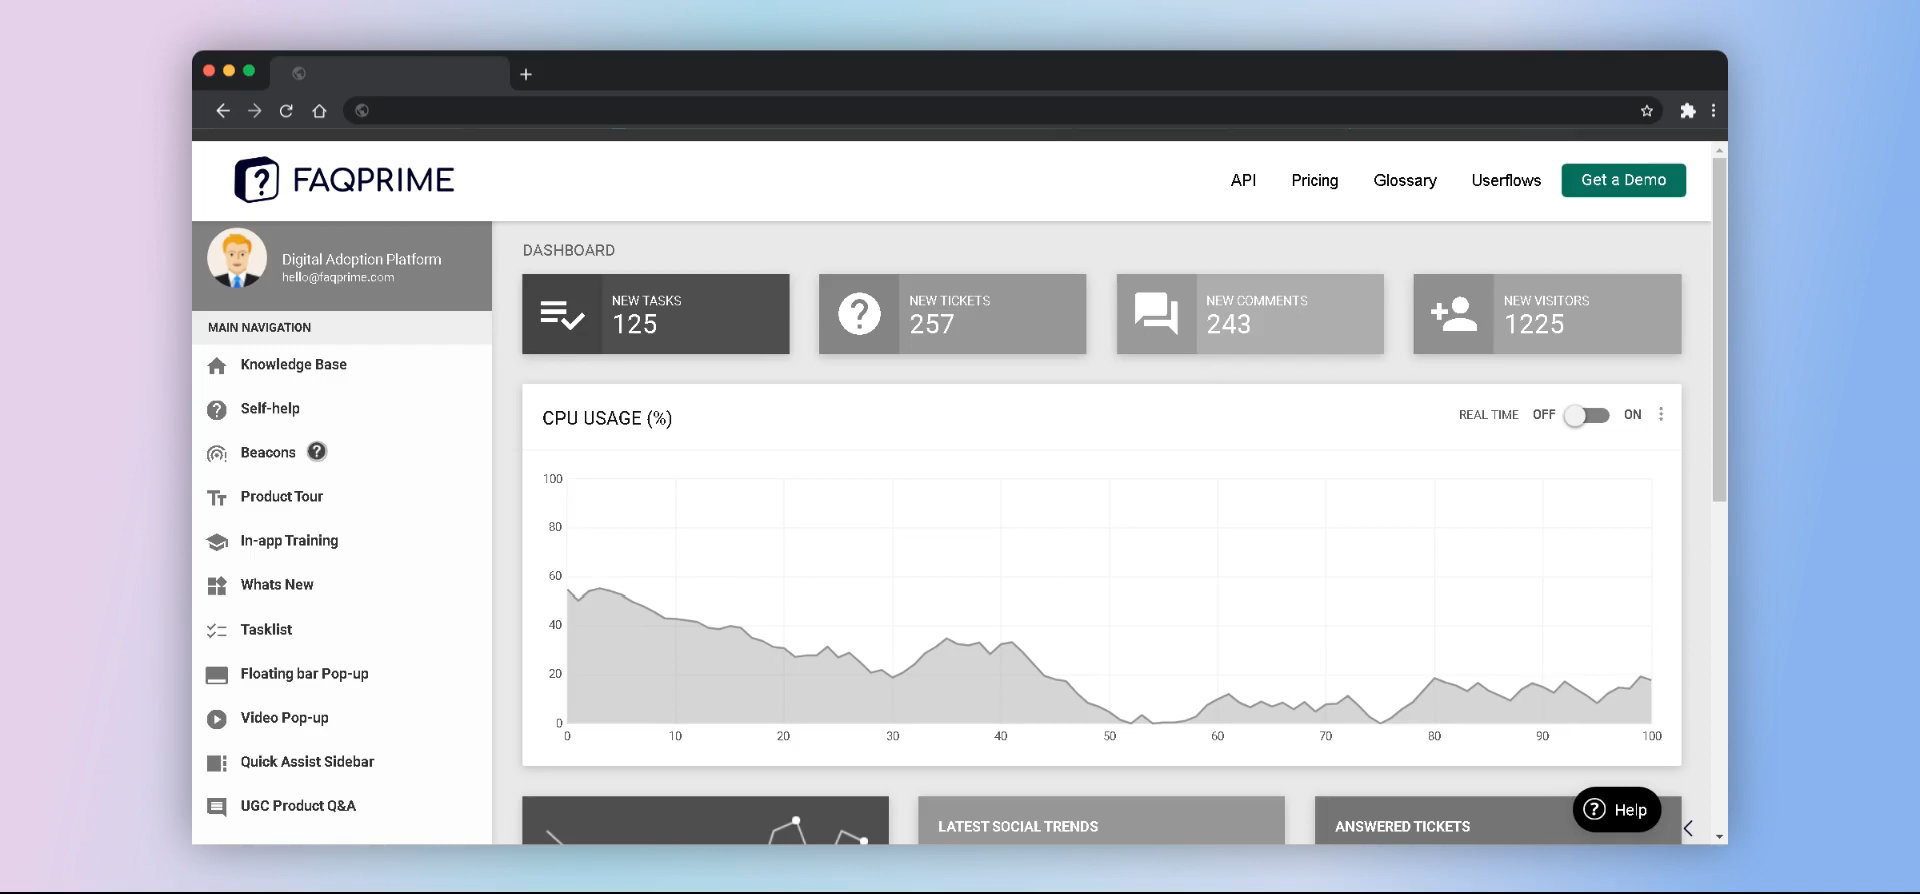 FAQPRIME
API Pricing Glossary Userflows Get a Demo
Digital Adoption Platform
hello@faqprime.com
MAIN NAVIGATION
Knowledge Base
Self-help
Beacons
Product Tour
In-app Training
Whats New
Tasklist
Floating bar Pop-up
Video Pop-up
Quick Assist Sidebar
UGC Product Q&A
DASHBOARD
NEW TASKS
125
NEW TICKETS
257
NEW COMMENTS
243
NEW VISITORS
1225
CPU USAGE (%)
REAL TIME OFF ON
100
80
60
40
20
0
0 10 20 30 40 50 60 70 80 90 100
LATEST SOCIAL TRENDS
ANSWERED TICKETS
Help